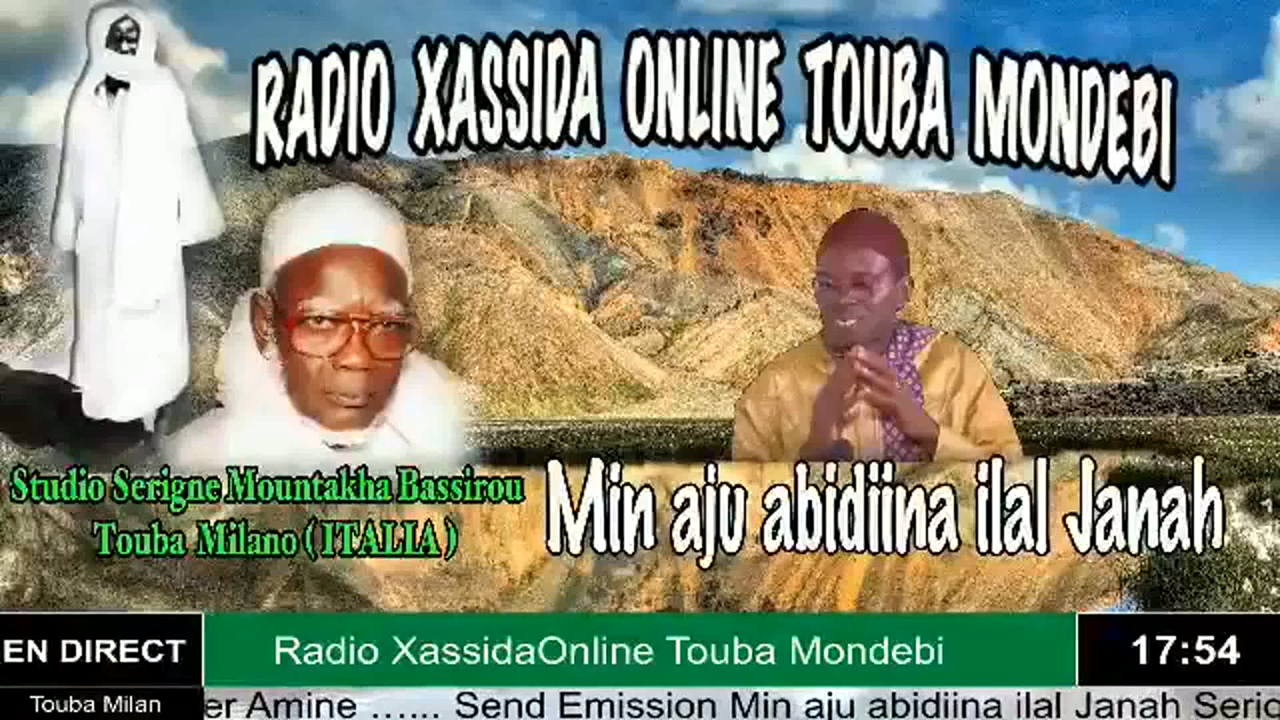 RADIO XASSIDA ONLINE TOUBA MONDEBI
Studio Serigne Mountakha Bassirou
Touba Milano ( ITALIA )
Min aju abidiina ilal Janah
EN DIRECT
Radio XassidaOnline Touba Mondebi
17:54
Touba Milan
er Amine ...... Send Emission Min aju abidiina ilal Janah Seri